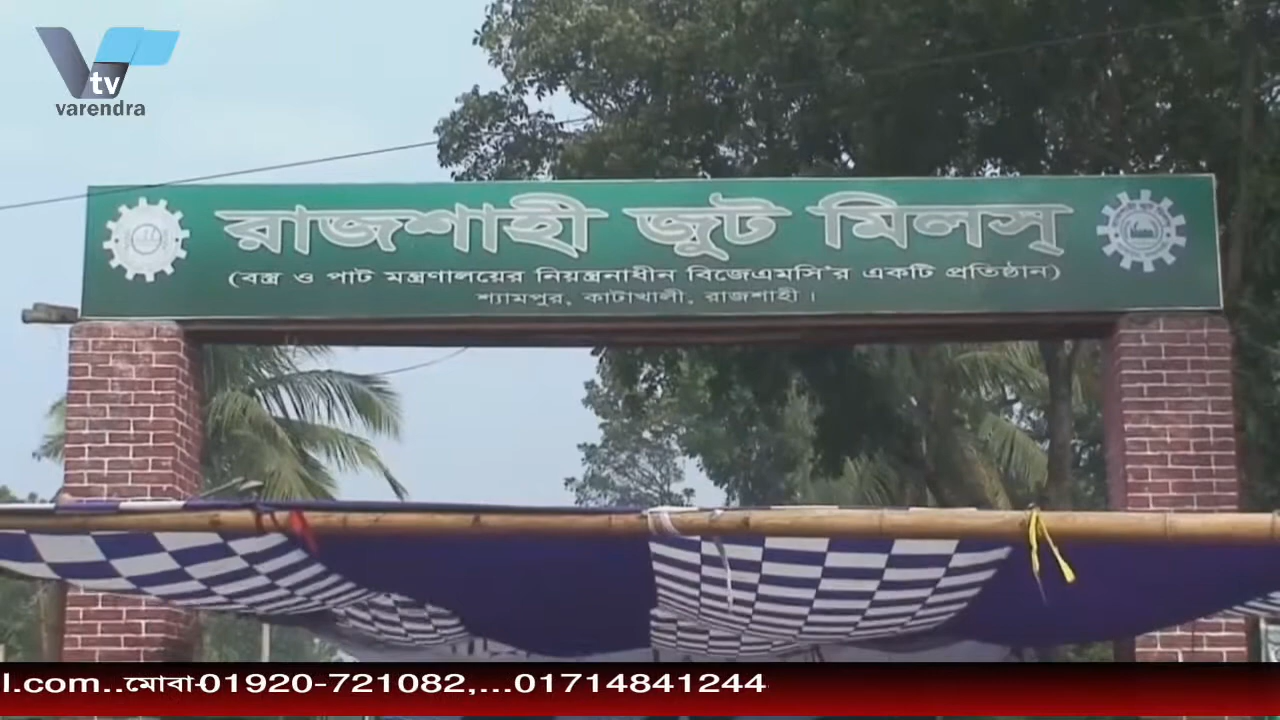 tv
varendra
রাজশাহী জুট মিলস্
(বস্ত্র ও পাট মন্ত্রণালয়ের নিয়ন্ত্রনাধীন বিজেএমসি'র একটি প্রতিষ্ঠান)
শ্যামপুর, কাটাখালী, রাজশাহী।
l.com..মোবা-01920-721082,...01714841244